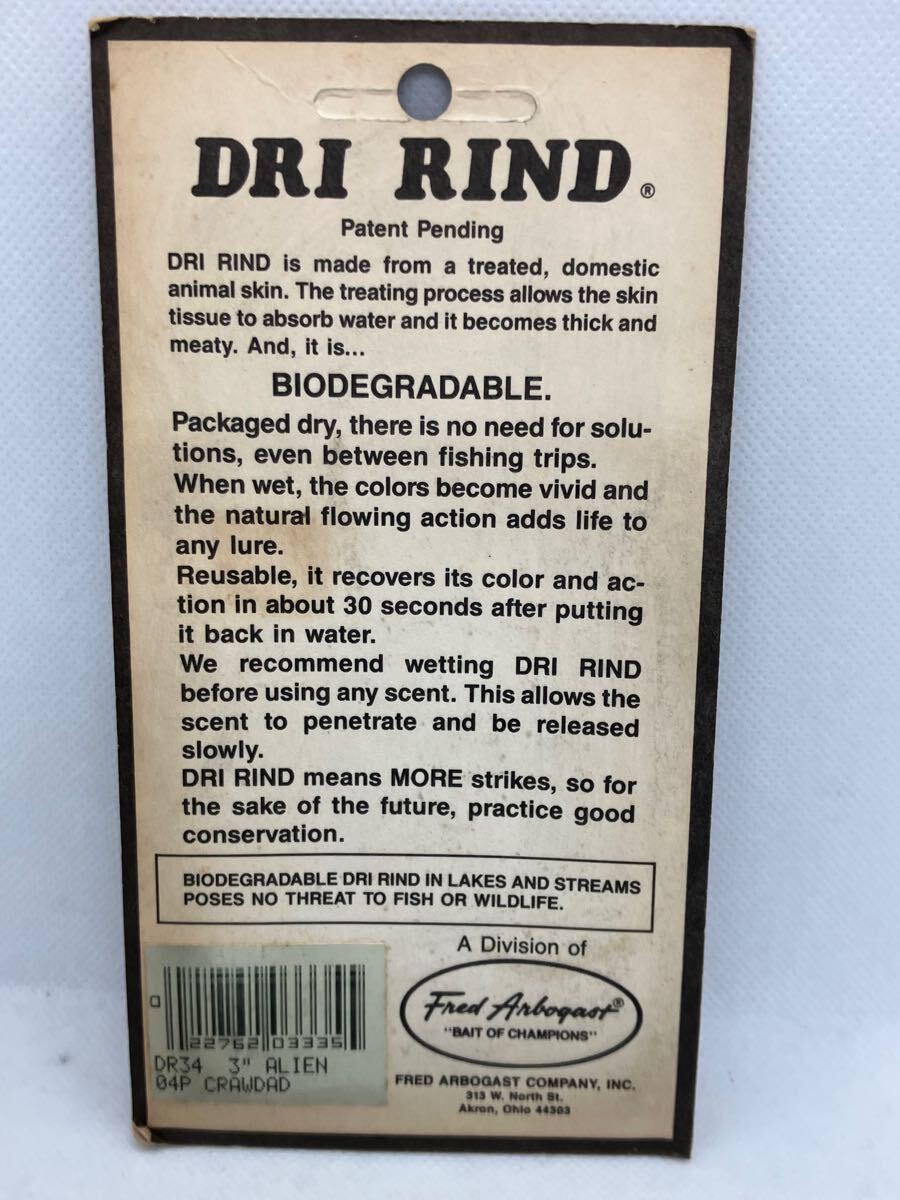 DRI RIND®
Patent Pending
DRI RIND is made from a treated, domestic
animal skin. The treating process allows the skin
tissue to absorb water and it becomes thick and
meaty. And, it is...
BIODEGRADABLE.
Packaged dry, there is no need for solu-
tions, even between fishing trips.
When wet, the colors become vivid and
the natural flowing action adds life to
any lure.
Reusable, it recovers its color and ac-
tion in about 30 seconds after putting
it back in water.
We recommend wetting DRI RIND
before using any scent. This allows the
scent to penetrate and be released
slowly.
DRI RIND means MORE strikes, so for
the sake of the future, practice good
conservation.
BIODEGRADABLE DRI RIND IN LAKES AND STREAMS
POSES NO THREAT TO FISH OR WILDLIFE.
A Division of
Fred Arbogast®
"BAIT OF CHAMPIONS"
FRED ARBOGAST COMPANY, INC.
313 W. North St.
Akron, Ohio 44303
0
22762 03335
DR34 3" ALIEN
04P CRAWDAD